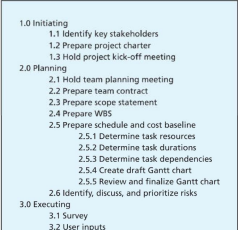 1.0 Initiating
1.1 Identify key stakeholders
1.2 Prepare project charter
1.3 Hold project kick-off meeting
2.0 Planning
2.1 Hold team planning meeting
2.2 Prepare team contract
2.3 Prepare scope statement
2.4 Prepare WBS
2.5 Prepare schedule and cost baseline
2.5.1 Determine task resources
2.5.2 Determine task durations
2.5.3 Determine task dependencies
2.5.4 Create draft Gantt chart
2.5.5 Review and finalize Gantt chart
2.6 Identify, discuss, and prioritize risks
3.0 Executing
3.1 Survey
3.2 User inputs